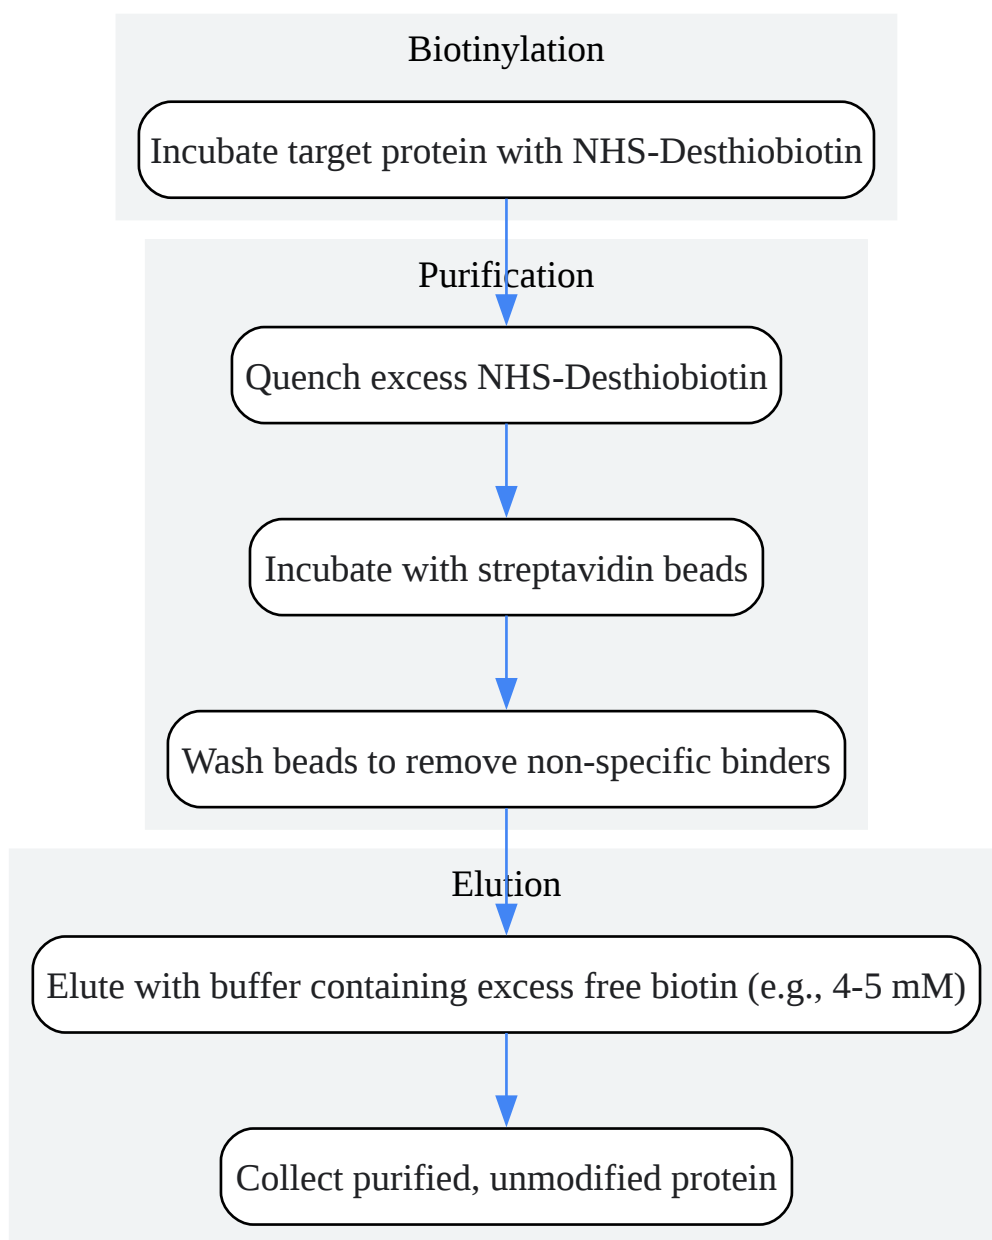 Biotinylation
Incubate target protein with NHS-Desthiobiotin
Purification
Quench excess NHS-Desthiobiotin
Incubate with streptavidin beads
Wash beads to remove non-specific binders
Elution
Elute with buffer containing excess free biotin (e.g., 4-5 mM)
Collect purified, unmodified protein